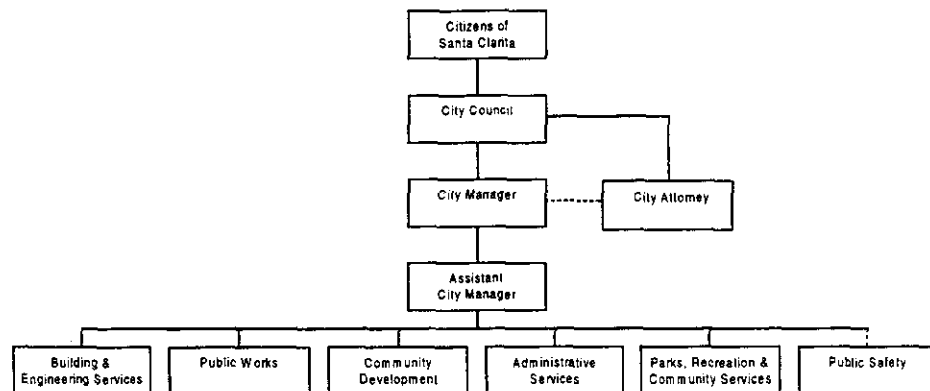 Citizens of
Santa Clarita
City Council
City Manager
City Attorney
Assistant
City Manager
Building &
Engineering Services
Public Works
Community
Development
Administrative
Services
Parks, Recreation &
Community Services
Public Safety